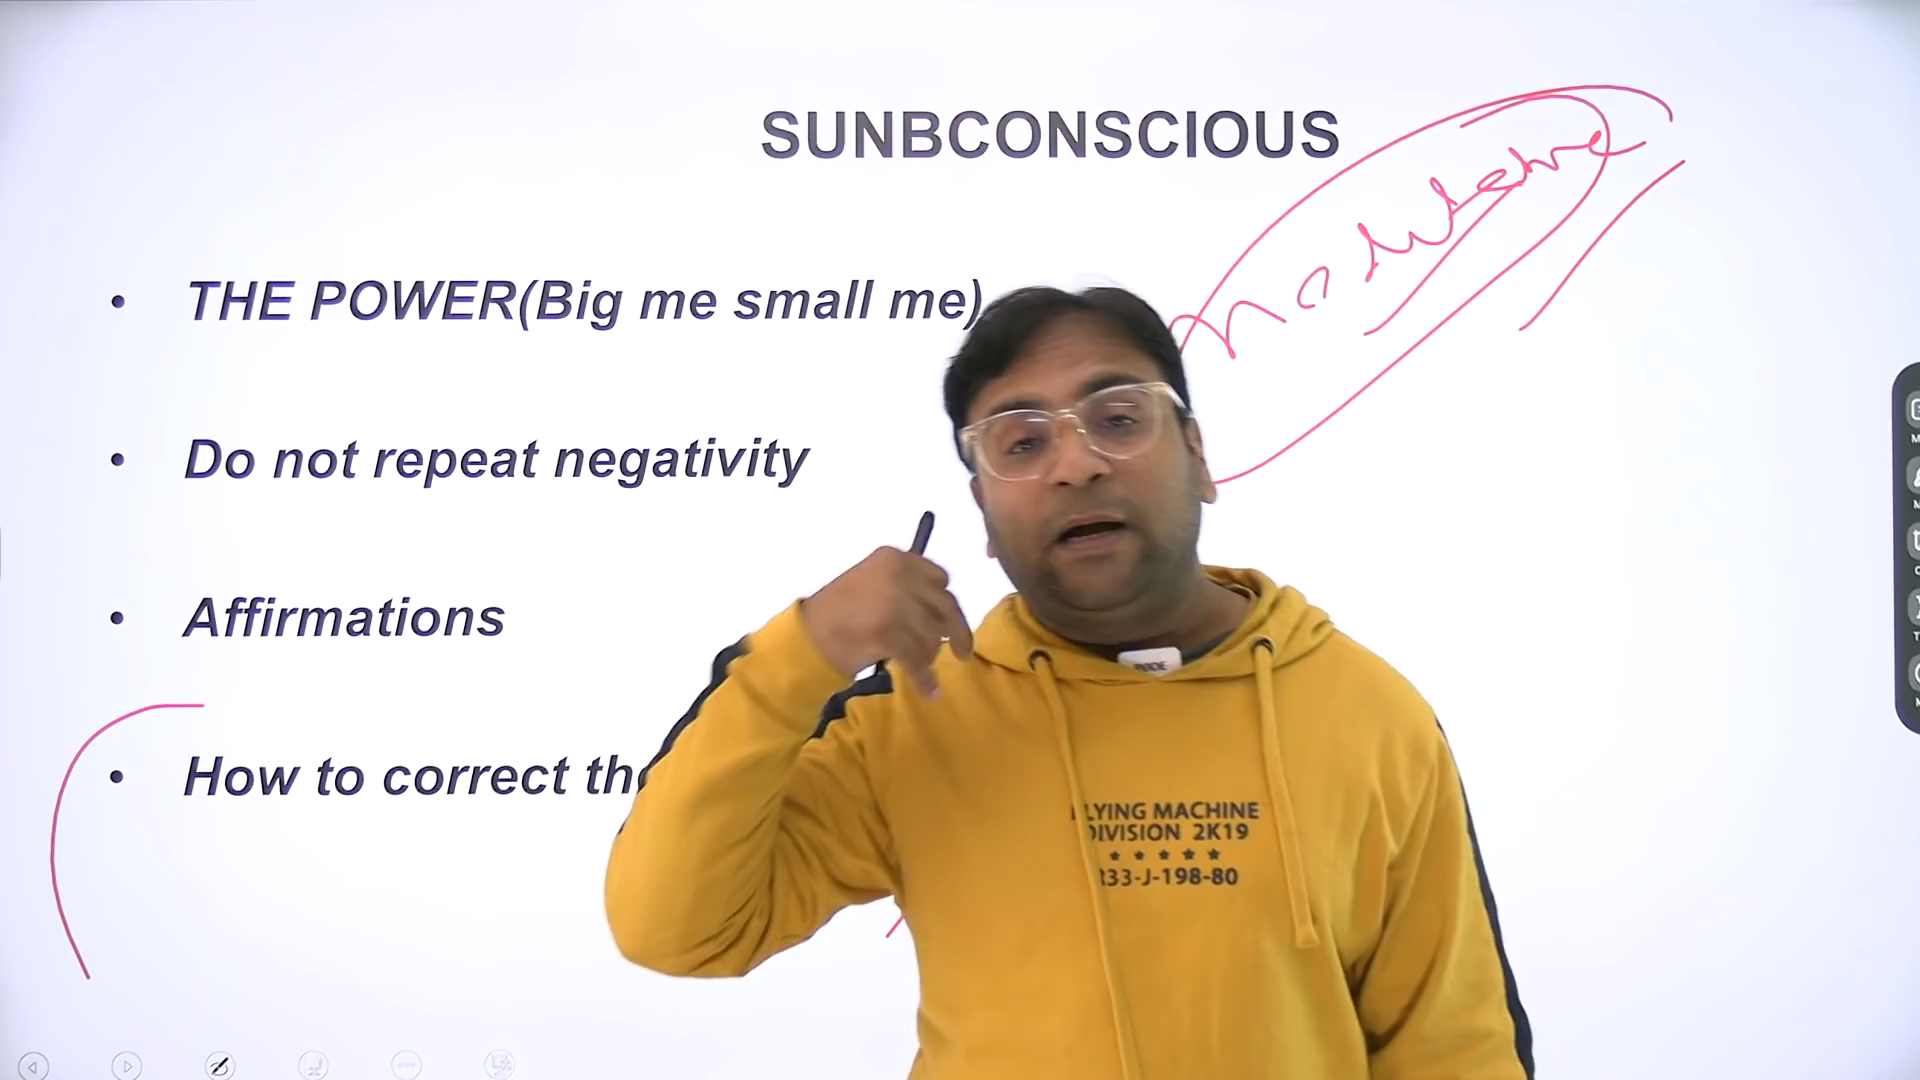 SUNBCONSCIOUS
• THE POWER(Big me small me)
• Do not repeat negativity
• Affirmations
• How to correct
LYING MACHINE
DIVISION 2K19
33-J-198-80